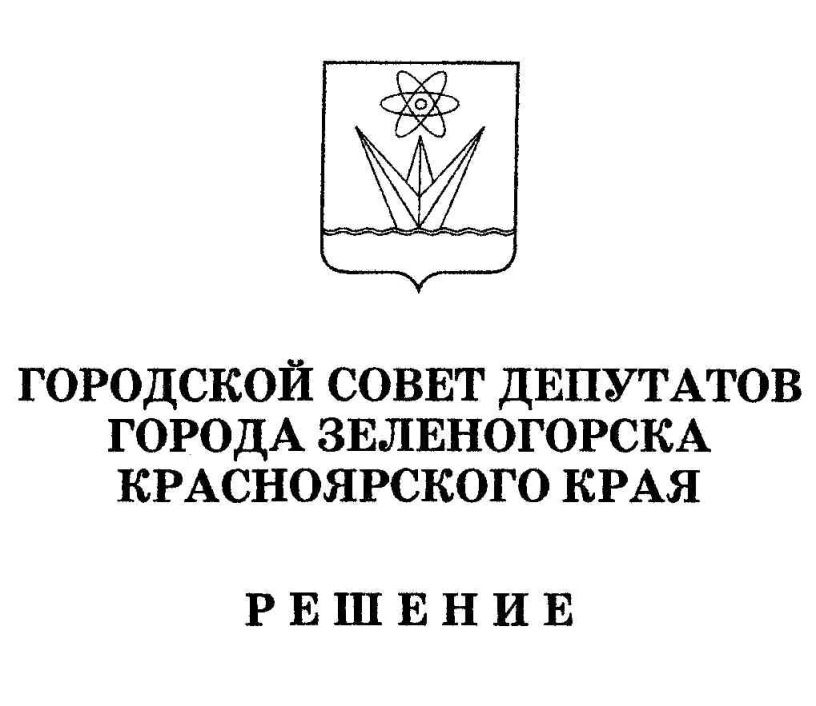 ГОРОДСКОЙ СОВЕТ ДЕПУТАТОВ
ГОРОДА ЗЕЛЕНОГОРСКА
КРАСНОЯРСКОГО КРАЯ
Р Е Ш Е Н И Е